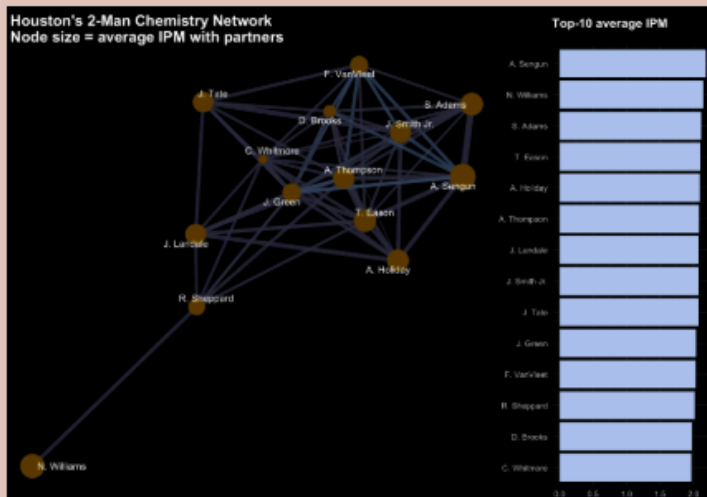 Houston's 2-Man Chemistry Network
Node size = average IPM with partners
F. VanVleet
J. Tate
S. Adams
D. Brooks
J. Smith Jr.
C. Whitmore
A. Thompson
A. Sengun
J. Green
T. Eason
J. Landale
A. Holiday
R. Sheppard
N. Williams
Top-10 average IPM
A. Sengun
N. Williams
S. Adams
T. Eason
A. Holiday
A. Thompson
J. Landale
J. Smith Jr.
J. Tate
J. Green
F. VanVleet
R. Sheppard
D. Brooks
C. Whitmore
0.0 0.5 1.0 1.5 2.0